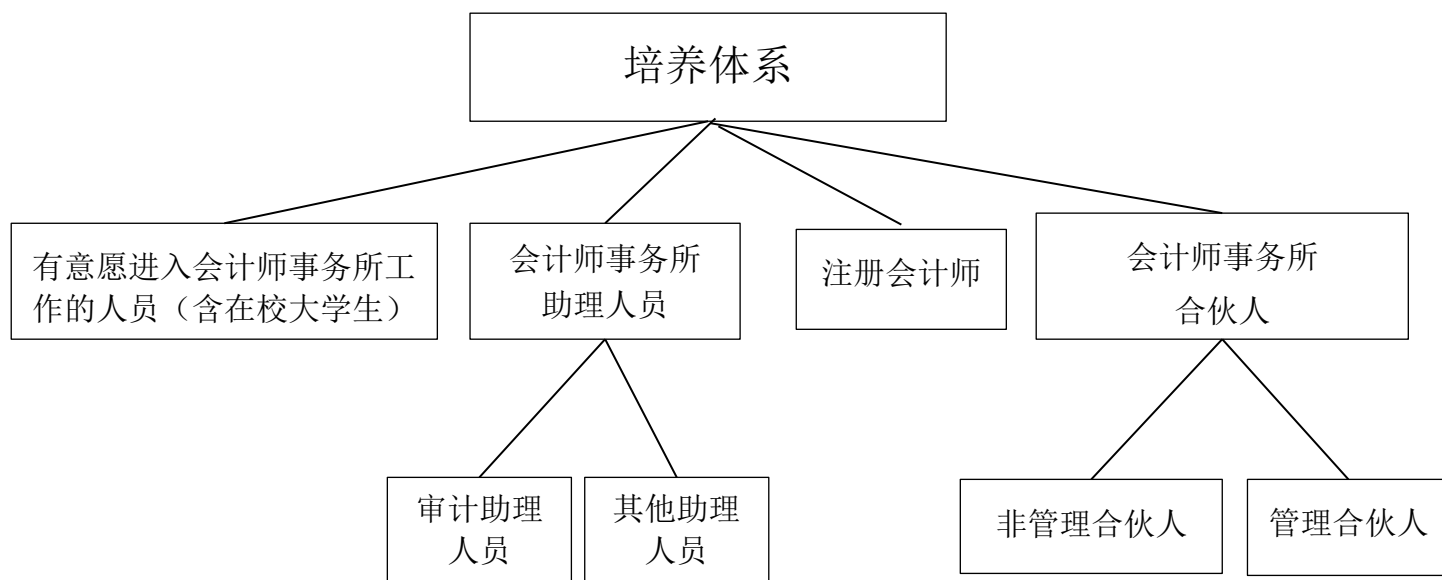 培养体系
有意愿进入会计师事务所工
作的人员（含在校大学生）
会计师事务所
助理人员
注册会计师
会计师事务所
合伙人
审计助理
人员
其他助理
人员
非管理合伙人
管理合伙人